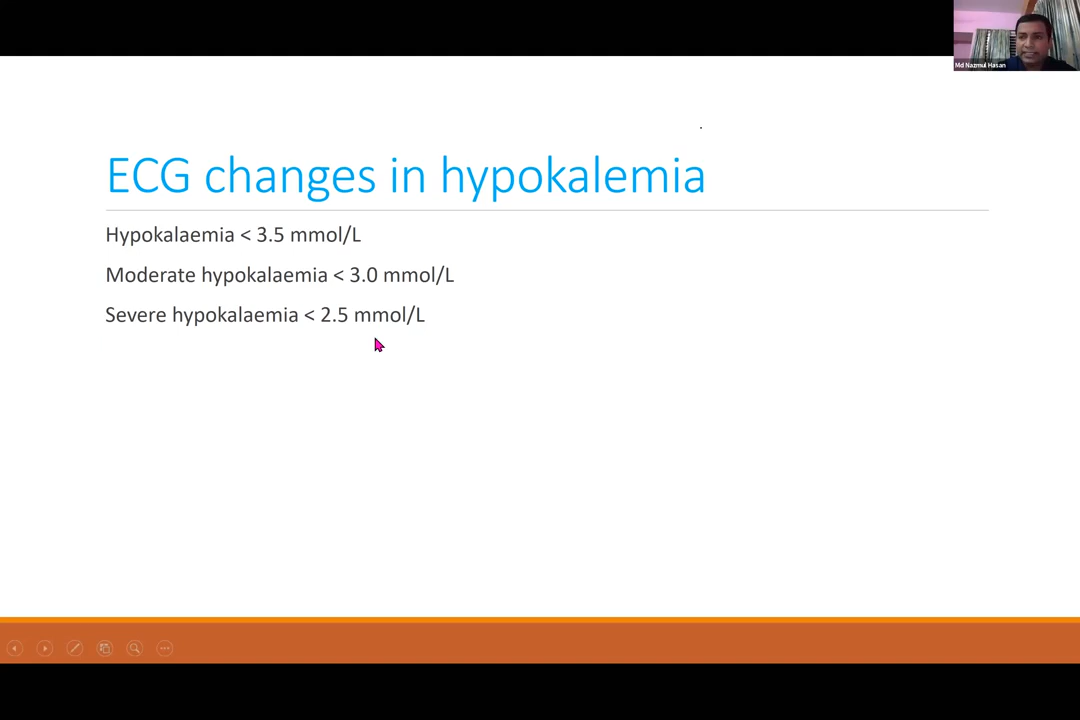 Md Nazmul Hasan
ECG changes in hypokalemia
Hypokalaemia < 3.5 mmol/L
Moderate hypokalaemia < 3.0 mmol/L
Severe hypokalaemia < 2.5 mmol/L